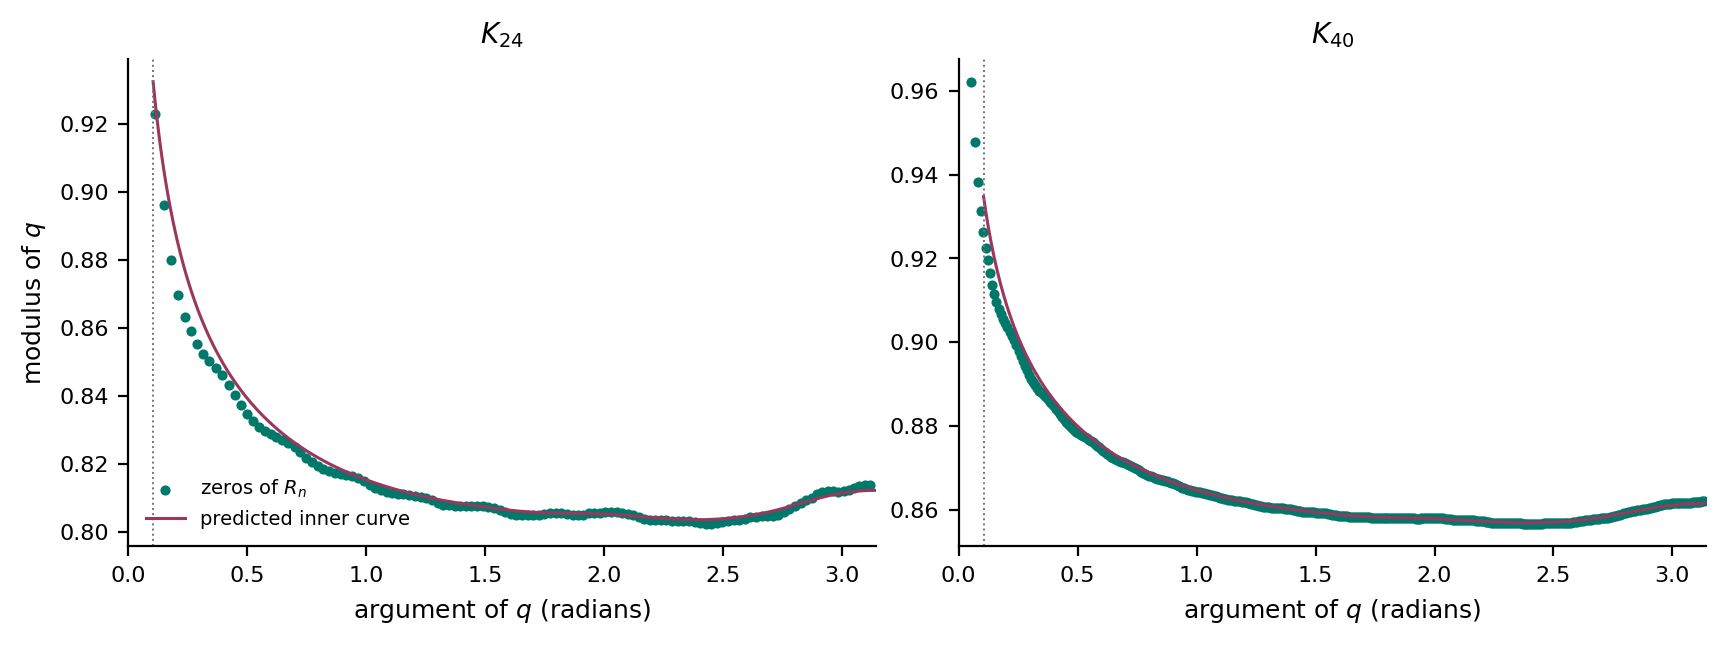 K24
K40
0.92
0.90
0.88
0.86
0.84
0.82
0.80
modulus of q
zeros of Rn
predicted inner curve
0.0 0.5 1.0 1.5 2.0 2.5 3.0
argument of q (radians)
0.96
0.94
0.92
0.90
0.88
0.86
0.0 0.5 1.0 1.5 2.0 2.5 3.0
argument of q (radians)